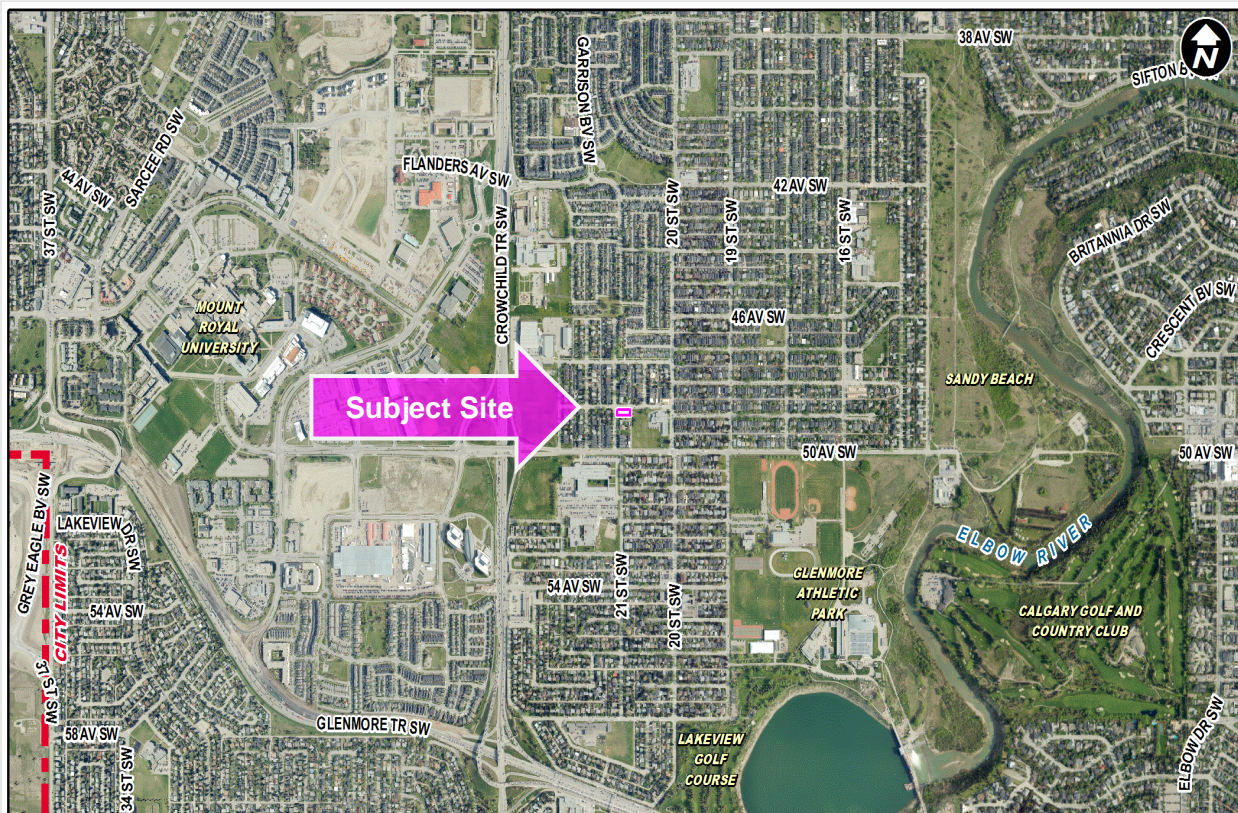 38 AV SW
N
SIFTON B
GARRISON BV SW
SARCEE RD SW
44 AV SW
37 ST SW
FLANDERS AV SW
CROWCHILD TR SW
20 ST SW
19 ST SW
42 AV SW
16 ST SW
BRITANNIA DR SW
CRESCENT BV SW
46 AV SW
MOUNT
ROYAL
UNIVERSITY
SANDY BEACH
Subject Site
50 AV SW
50 AV SW
GREY EAGLE BV SW
CITY LIMITS
LAKEVIEW DR SW
54 AV SW
37 ST SW
58 AV SW
34 ST SW
GLENMORE TR SW
54 AV SW
21 ST SW
20 ST SW
ELBOW RIVER
GLENMORE
ATHLETIC
PARK
CALGARY GOLF AND
COUNTRY CLUB
LAKEVIEW
GOLF
COURSE
ELBOW DR SW